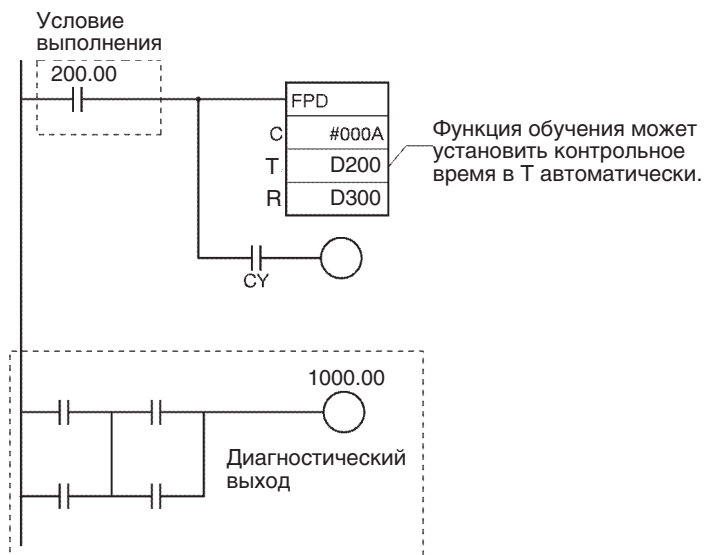 Условие
выполнения
200.00
FPD
C #000A
T D200
R D300
Функция обучения может
установить контрольное
время в T автоматически.
CY
1000.00
Диагностический
выход